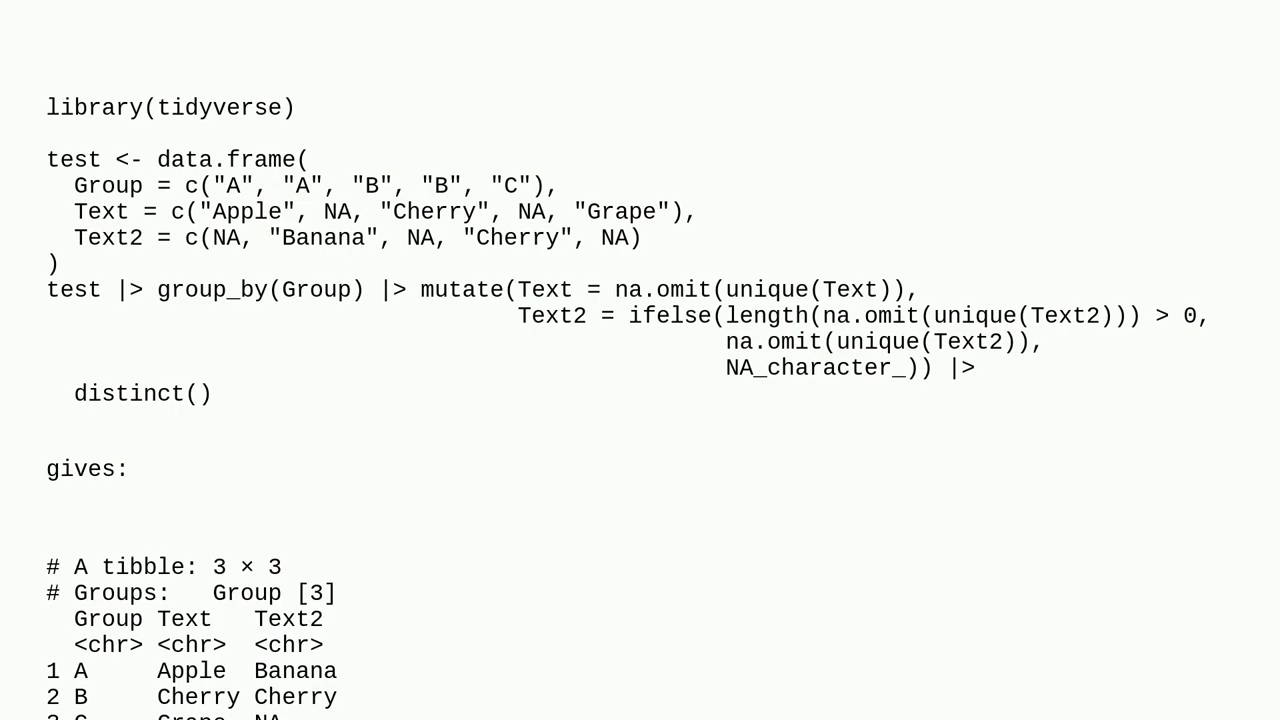 library(tidyverse)
test <- data.frame(
  Group = c("A", "A", "B", "B", "C"),
  Text = c("Apple", NA, "Cherry", NA, "Grape"),
  Text2 = c(NA, "Banana", NA, "Cherry", NA)
)
test |> group_by(Group) |> mutate(Text = na.omit(unique(Text)),
                                  Text2 = ifelse(length(na.omit(unique(Text2))) > 0,
                                                 na.omit(unique(Text2)),
                                                 NA_character_)) |>
  distinct()
gives:
# A tibble: 3 × 3
# Groups:   Group [3]
  Group Text   Text2
  <chr> <chr>  <chr>
1 A     Apple  Banana
2 B     Cherry Cherry
3 C     Grape  NA